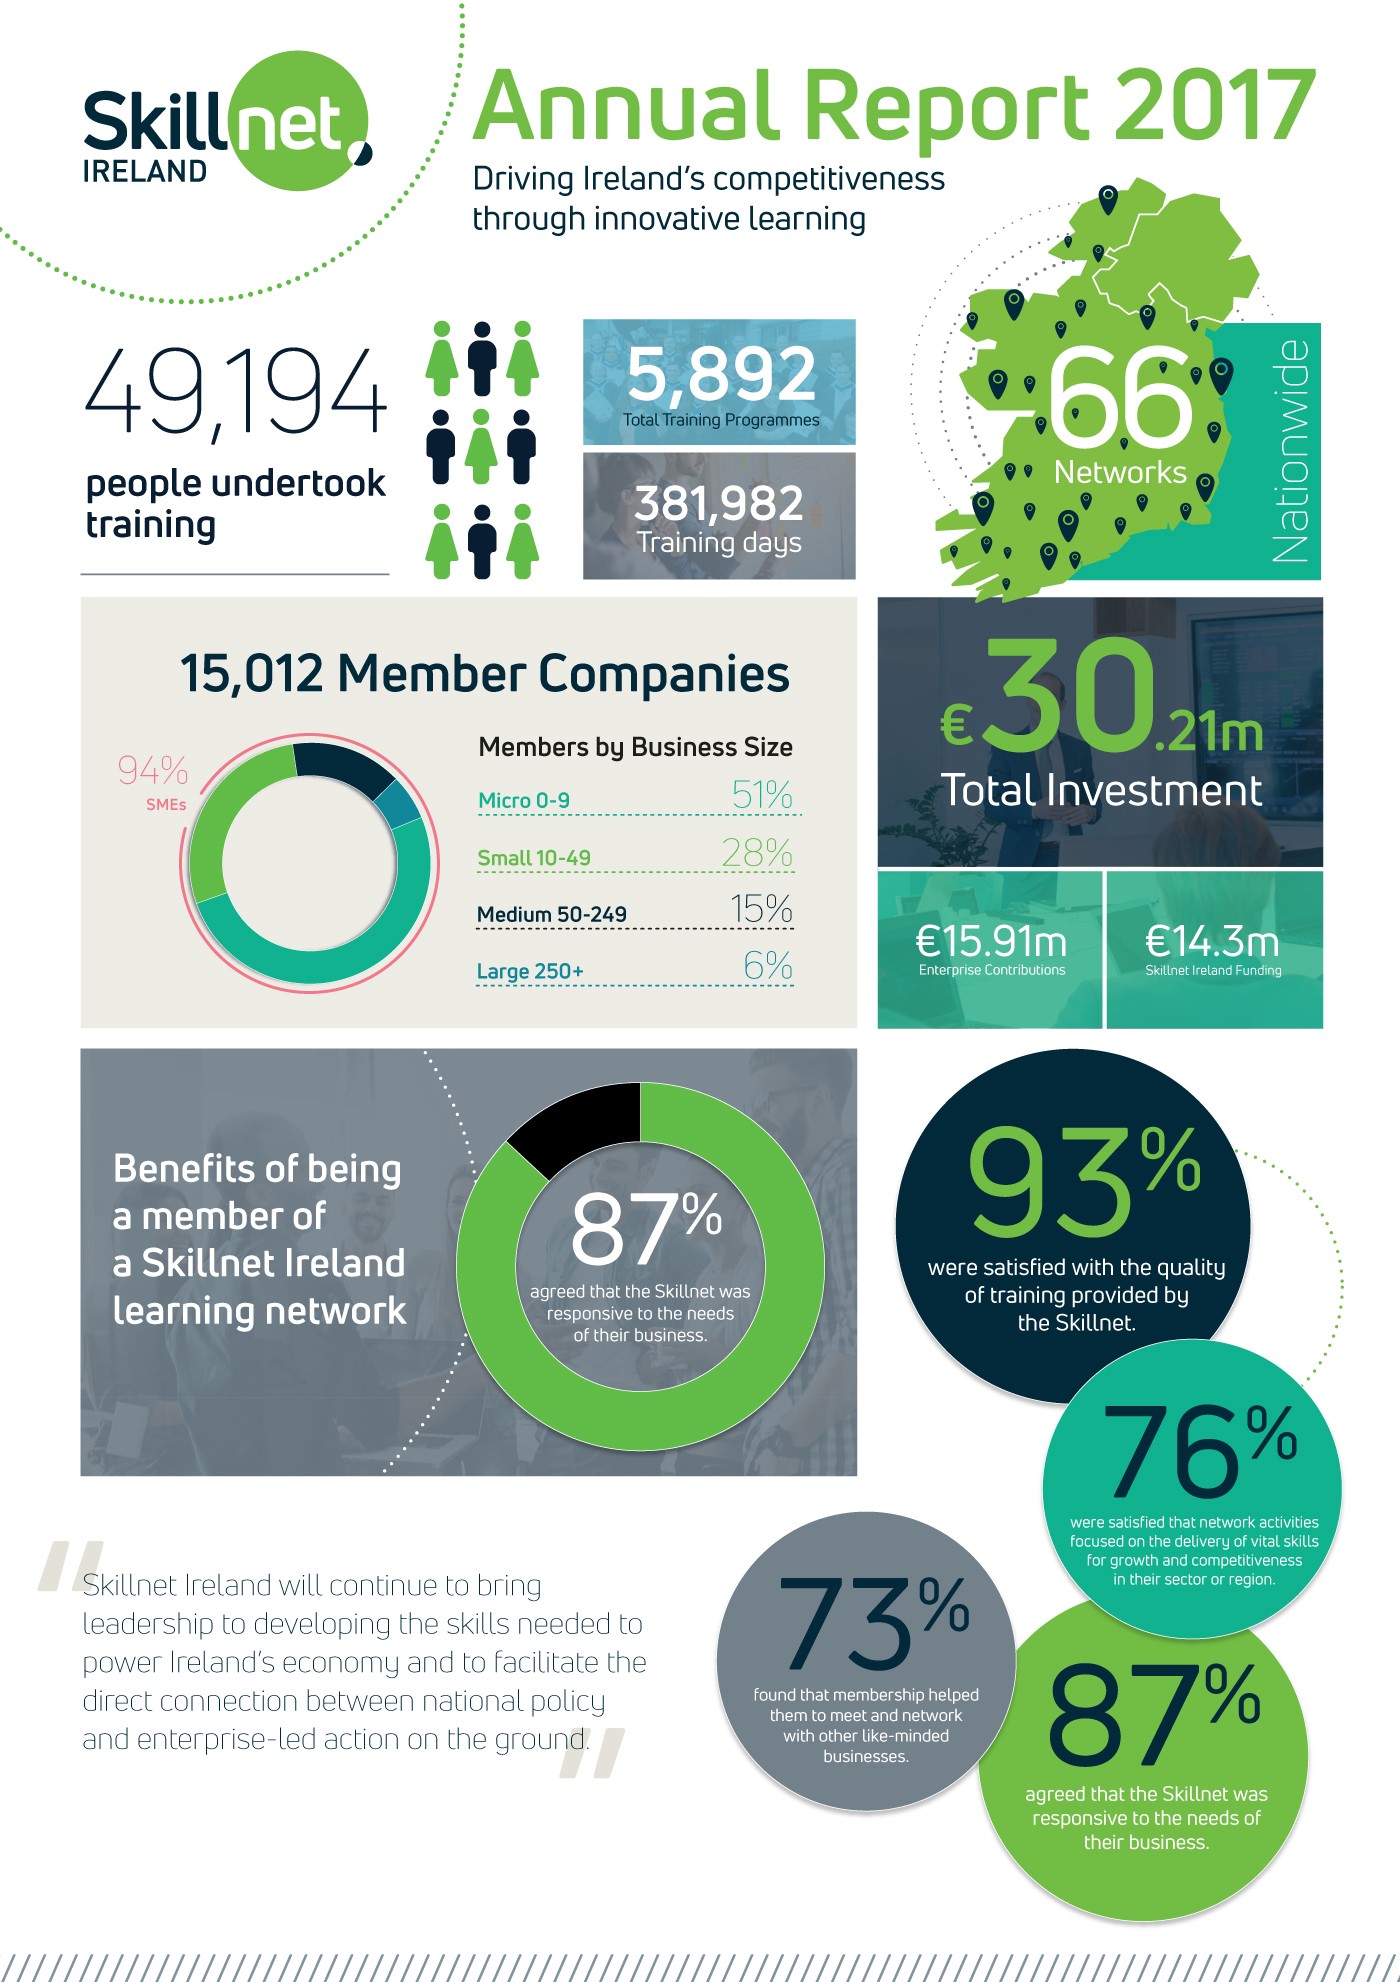 Skillnet
IRELAND
Annual Report 2017
Driving Ireland's competitiveness
through innovative learning
49,194
people undertook
training
5,892
Total Training Programmes
381,982
Training days
66
Networks
Nationwide
15,012 Member Companies
94%
SMEs
Members by Business Size
Micro 0-9 51%
Small 10-49 28%
Medium 50-249 15%
Large 250+ 6%
€30.21m
Total Investment
€15.91m
Enterprise Contributions
€14.3m
Skillnet Ireland Funding
Benefits of being
a member of
a Skillnet Ireland
learning network
87%
agreed that the Skillnet was
responsive to the needs
of their business.
93%
were satisfied with the quality
of training provided by
the Skillnet.
76%
were satisfied that network activities
focused on the delivery of vital skills
for growth and competitiveness
in their sector or region.
73%
found that membership helped
them to meet and network
with other like-minded
businesses.
87%
agreed that the Skillnet was
responsive to the needs of
their business.
"Skillnet Ireland will continue to bring
leadership to developing the skills needed to
power Ireland's economy and to facilitate the
direct connection between national policy
and enterprise-led action on the ground."